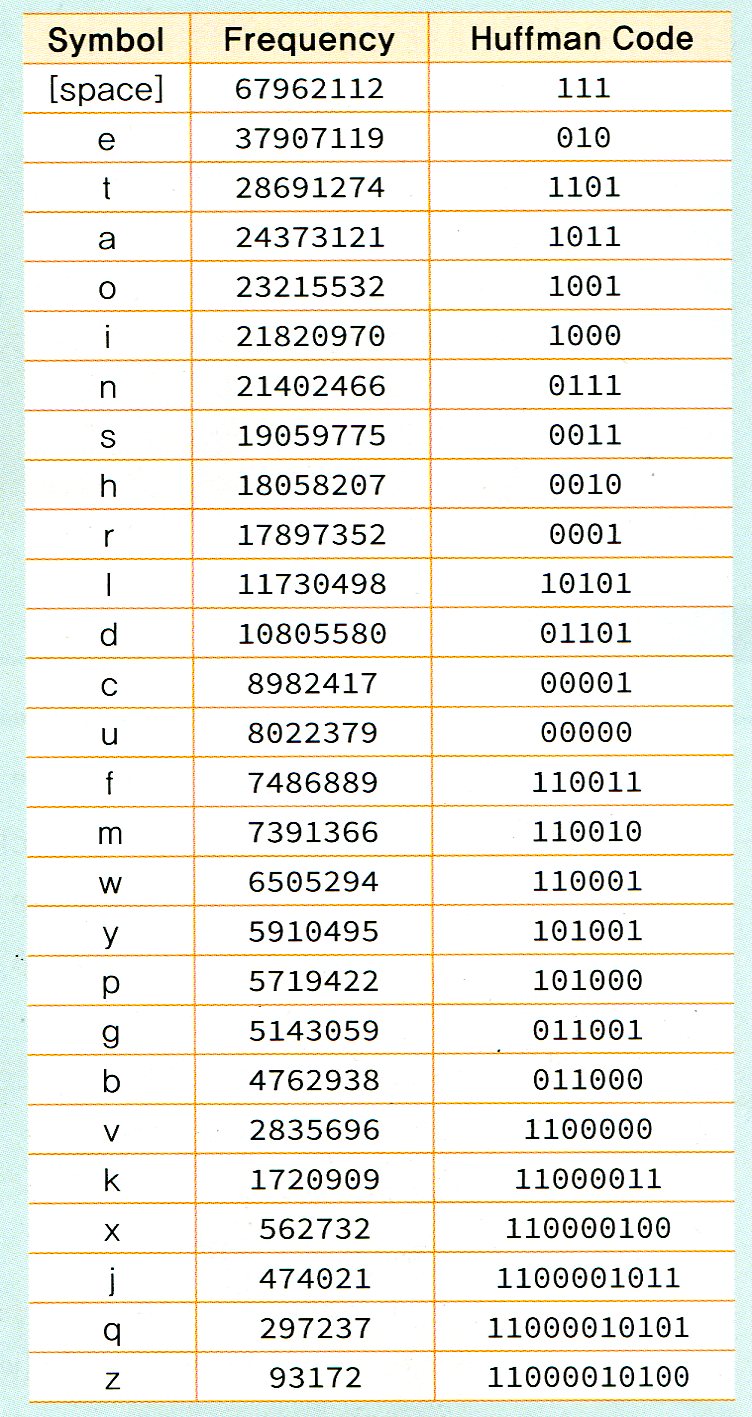 Symbol Frequency Huffman Code
[space] 67962112 111
e 37907119 010
t 28691274 1101
a 24373121 1011
o 23215532 1001
i 21820970 1000
n 21402466 0111
s 19059775 0011
h 18058207 0010
r 17897352 0001
l 11730498 10101
d 10805580 01101
c 8982417 00001
u 8022379 00000
f 7486889 110011
m 7391366 110010
w 6505294 110001
y 5910495 101001
p 5719422 101000
g 5143059 011001
b 4762938 011000
v 2835696 1100000
k 1720909 11000011
x 562732 110000100
j 474021 1100001011
q 297237 11000010101
z 93172 11000010100